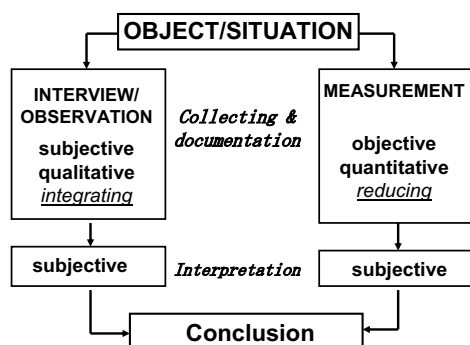 OBJECT/SITUATION
INTERVIEW/
OBSERVATION
subjective
qualitative
integrating
Collecting &
documentation
MEASUREMENT
objective
quantitative
reducing
subjective
Interpretation
subjective
Conclusion